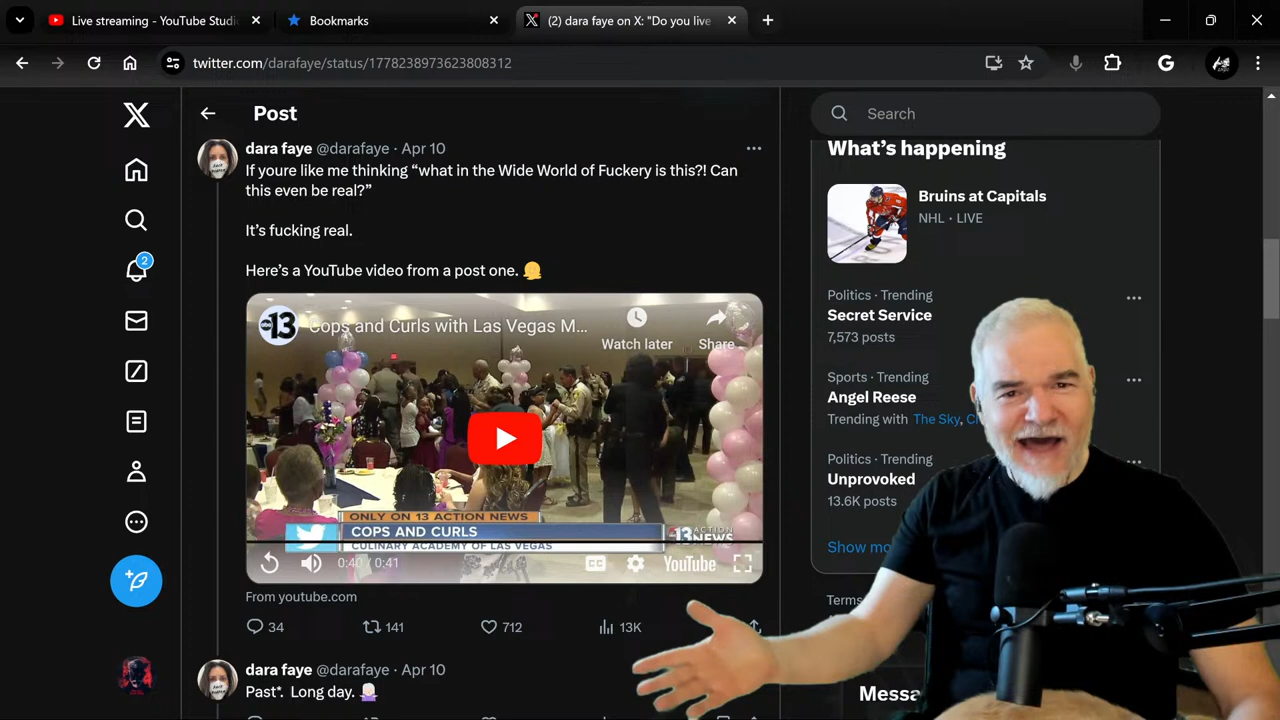 Live streaming - YouTube Studi
Bookmarks
(2) dara faye on X: "Do you live
twitter.com/darafaye/status/1778238973623808312
Post
Search
dara faye @darafaye · Apr 10
If youre like me thinking “what in the Wide World of Fuckery is this?! Can
this even be real?”
It’s fucking real.
Here’s a YouTube video from a post one.
13
Cops and Curls with Las Vegas M...
Watch later
Share
ONLY ON 13 ACTION NEWS
COPS AND CURLS
CULINARY ACADEMY OF LAS VEGAS
13 ACTION
NEWS
0:40 / 0:41
CC
YouTube
From youtube.com
34
141
712
13K
dara faye @darafaye · Apr 10
Past*. Long day.
What’s happening
Bruins at Capitals
NHL · LIVE
Politics · Trending
Secret Service
7,573 posts
Sports · Trending
Angel Reese
Trending with The Sky,
Politics · Trending
Unprovoked
13.6K posts
Show mo
Terms
Messa
2